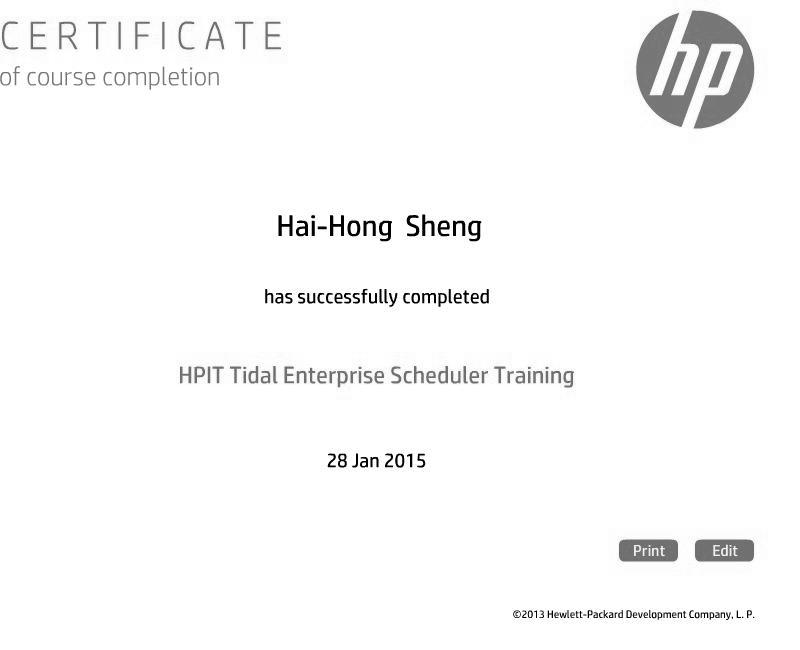 CERTIFICATE
of course completion
hp
Hai-Hong Sheng
has successfully completed
HPIT Tidal Enterprise Scheduler Training
28 Jan 2015
Print Edit
©2013 Hewlett-Packard Development Company, L. P.